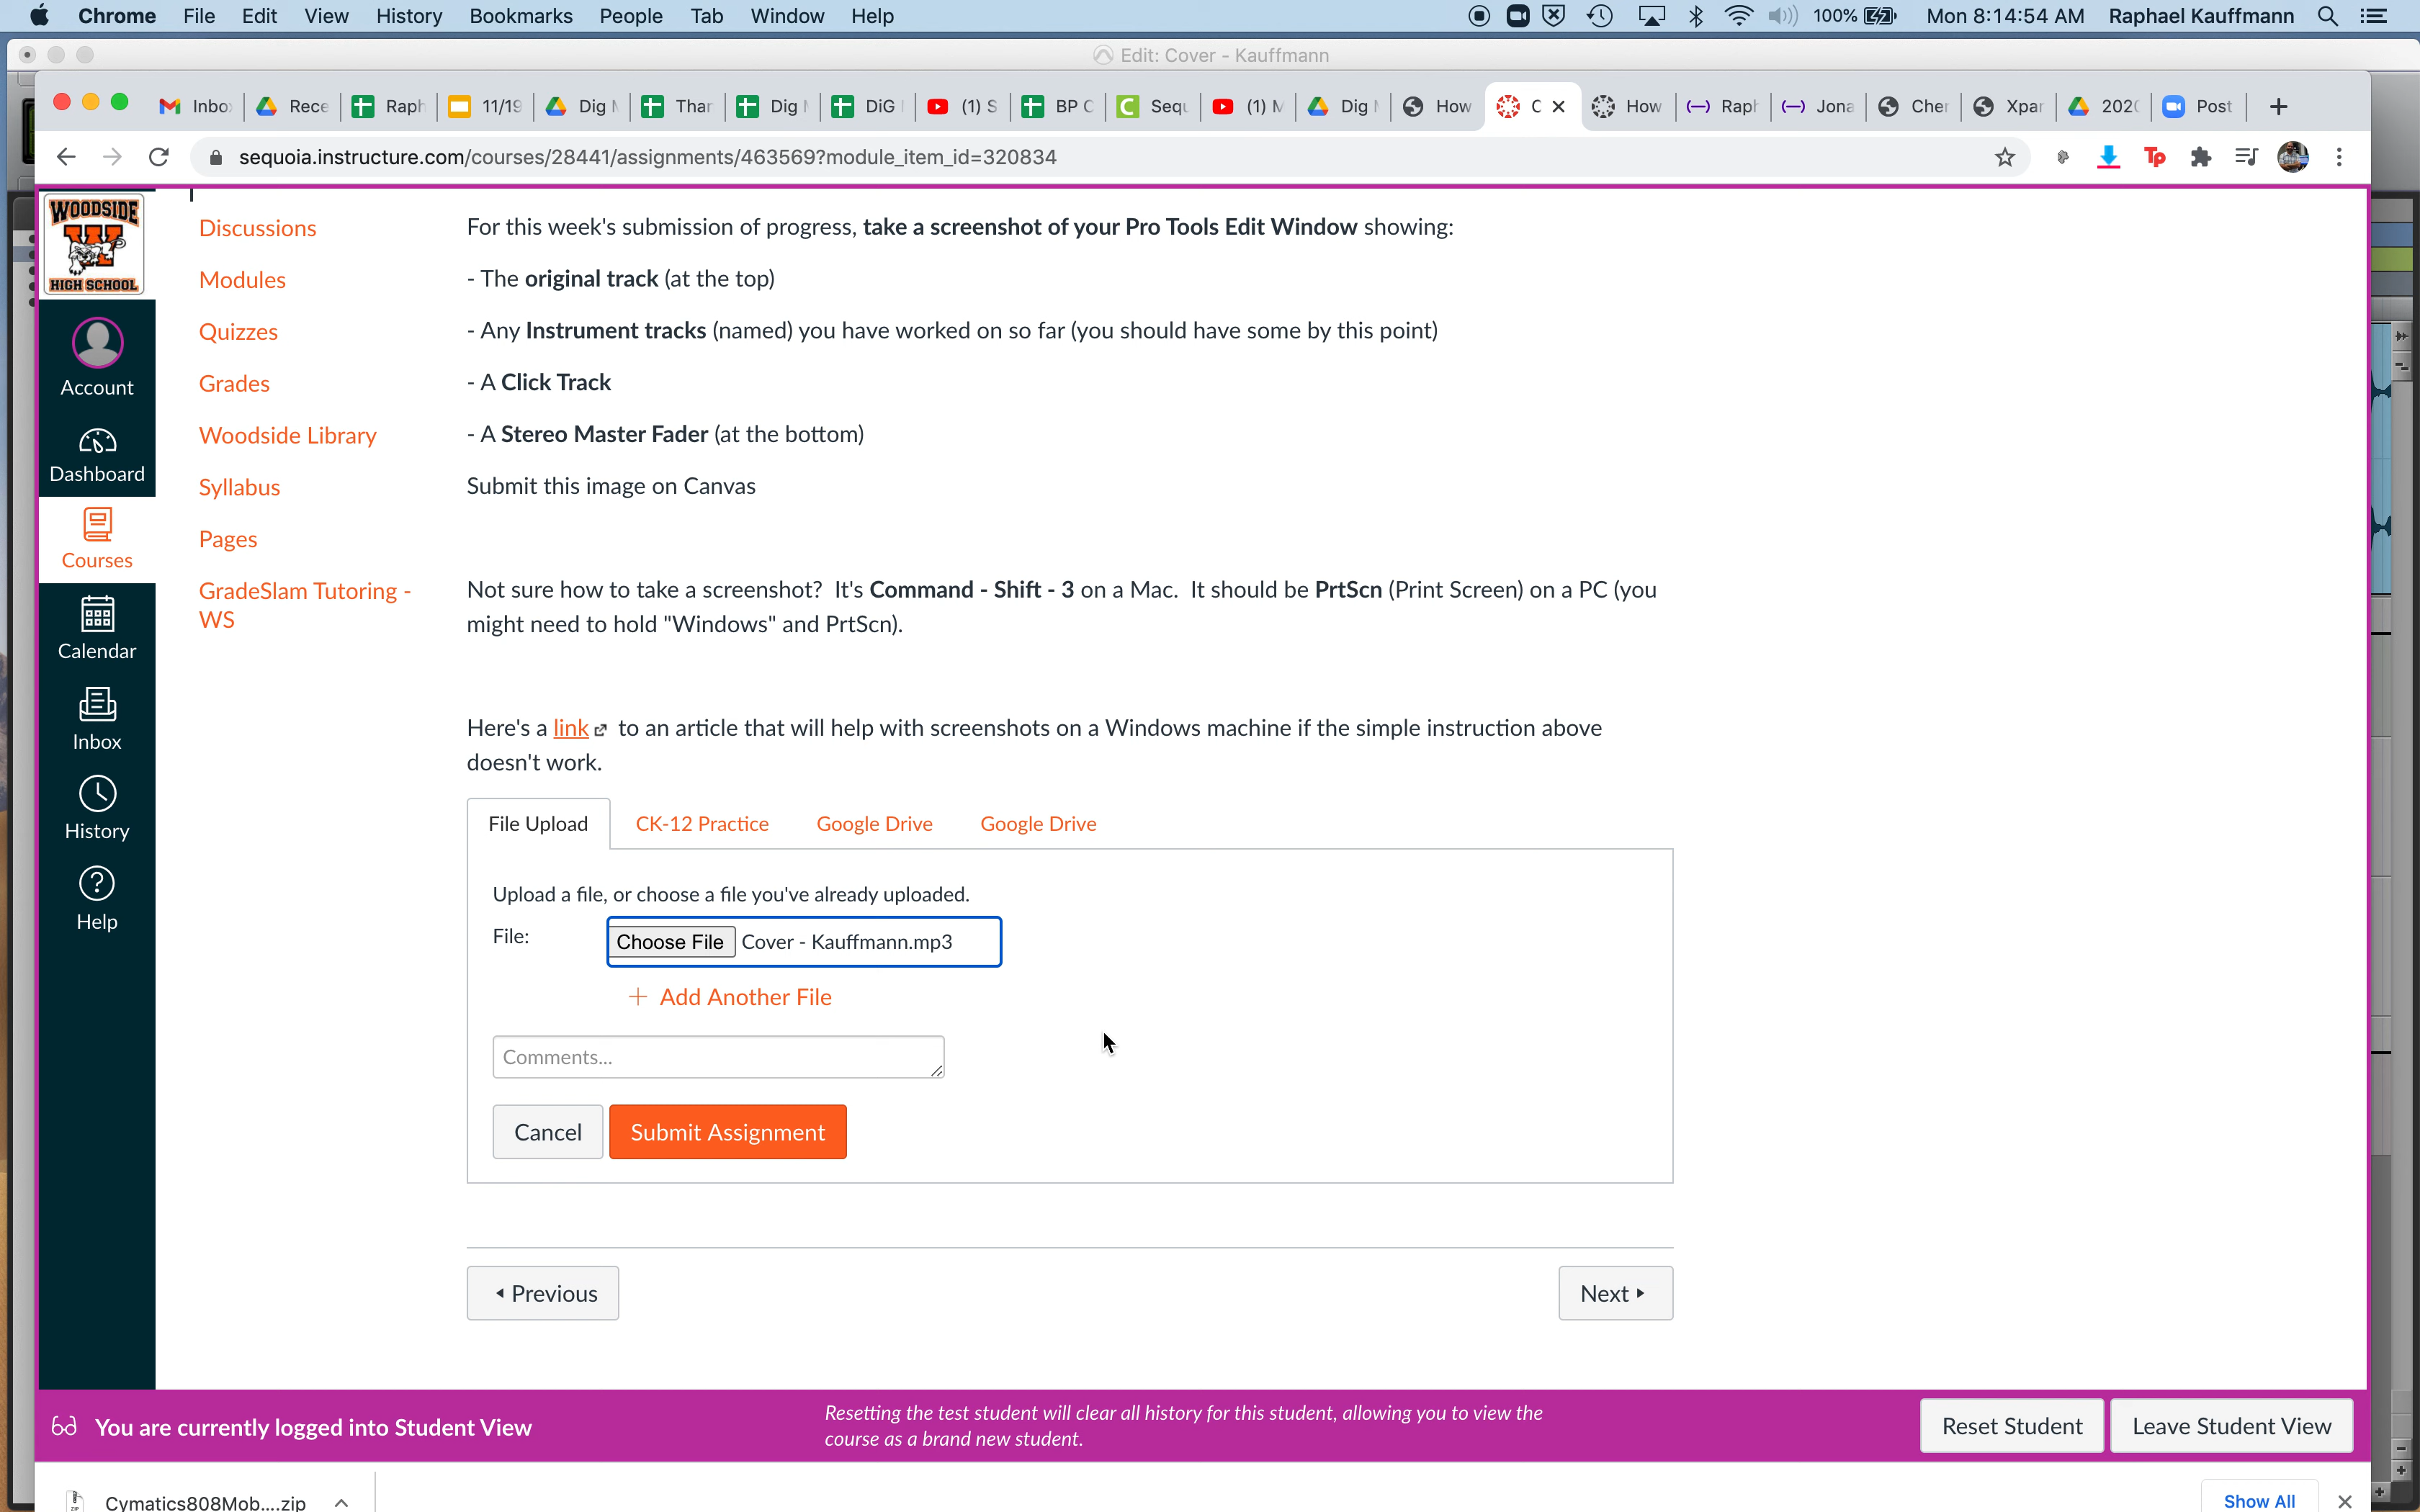 Chrome File Edit View History Bookmarks People Tab Window Help 100% Mon 8:14:54 AM Raphael Kauffmann
Edit: Cover - Kauffmann
Inbo Rece Raph 11/19 Dig Thar Dig DiG (1) S BP C Sequ (1) M Dig How C How Raph Jona Cher Xpar 202 Post
sequoia.instructure.com/courses/28441/assignments/463569?module_item_id=320834
WOODSIDE
W
HIGH SCHOOL
Account
Dashboard
Courses
Calendar
Inbox
History
Help
Discussions
Modules
Quizzes
Grades
Woodside Library
Syllabus
Pages
GradeSlam Tutoring -
WS
For this week's submission of progress, take a screenshot of your Pro Tools Edit Window showing:
- The original track (at the top)
- Any Instrument tracks (named) you have worked on so far (you should have some by this point)
- A Click Track
- A Stereo Master Fader (at the bottom)
Submit this image on Canvas
Not sure how to take a screenshot? It's Command - Shift - 3 on a Mac. It should be PrtScn (Print Screen) on a PC (you
might need to hold "Windows" and PrtScn).
Here's a link to an article that will help with screenshots on a Windows machine if the simple instruction above
doesn't work.
File Upload CK-12 Practice Google Drive Google Drive
Upload a file, or choose a file you've already uploaded.
File: Choose File Cover - Kauffmann.mp3
+ Add Another File
Comments...
Cancel Submit Assignment
Previous Next
You are currently logged into Student View
Resetting the test student will clear all history for this student, allowing you to view the
course as a brand new student.
Reset Student Leave Student View
Cymatics808Mob....zip Show All